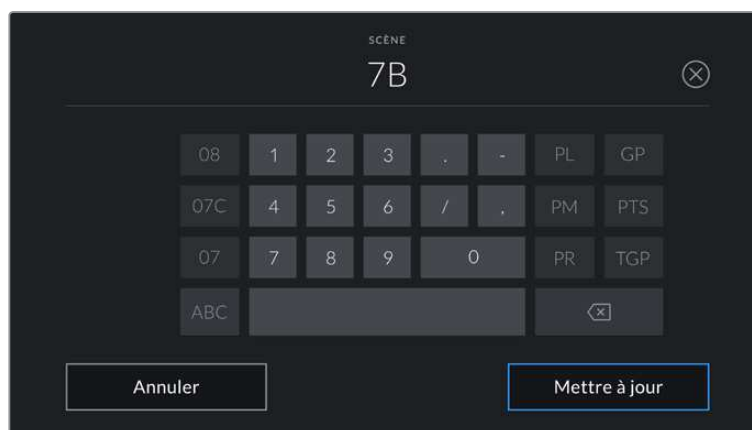 SCÈNE
7B
08 1 2 3 . - PL GP
07C 4 5 6 / , PM PTS
07 7 8 9 0 PR TGP
ABC
Annuler Mettre à jour